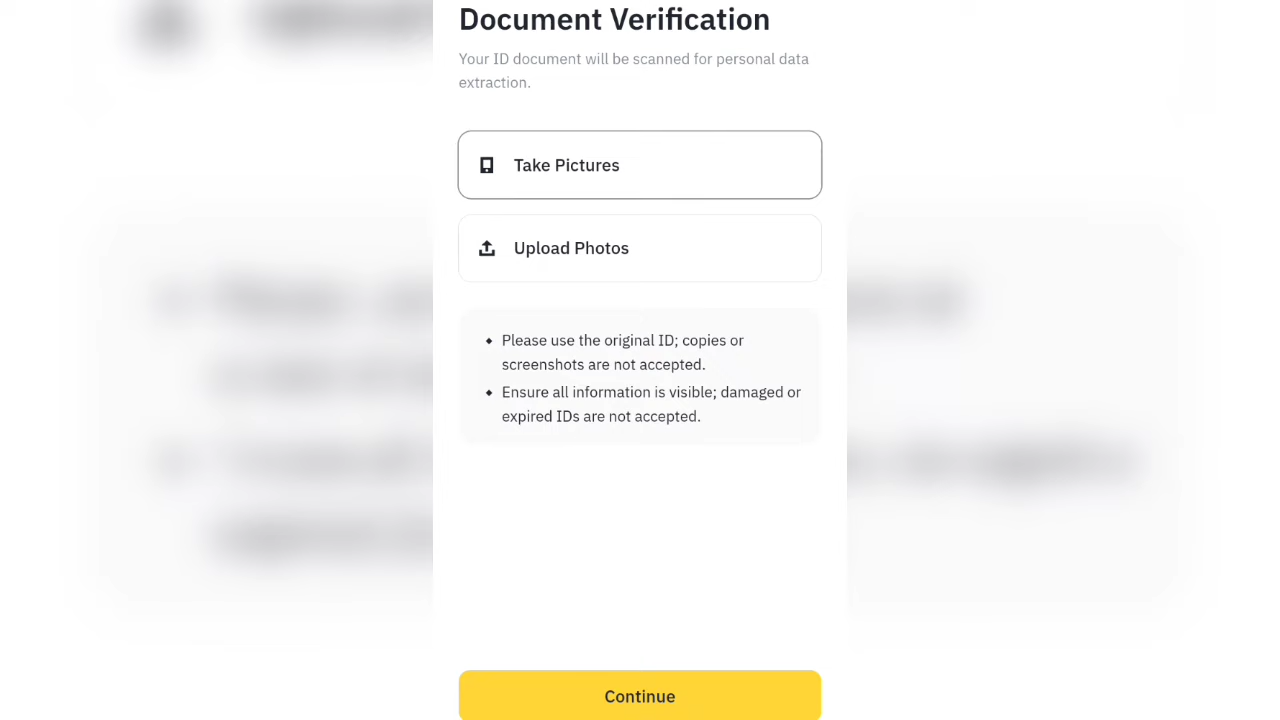 Document Verification
Your ID document will be scanned for personal data
extraction.
Take Pictures
Upload Photos
Please use the original ID; copies or
screenshots are not accepted.
Ensure all information is visible; damaged or
expired IDs are not accepted.
Continue